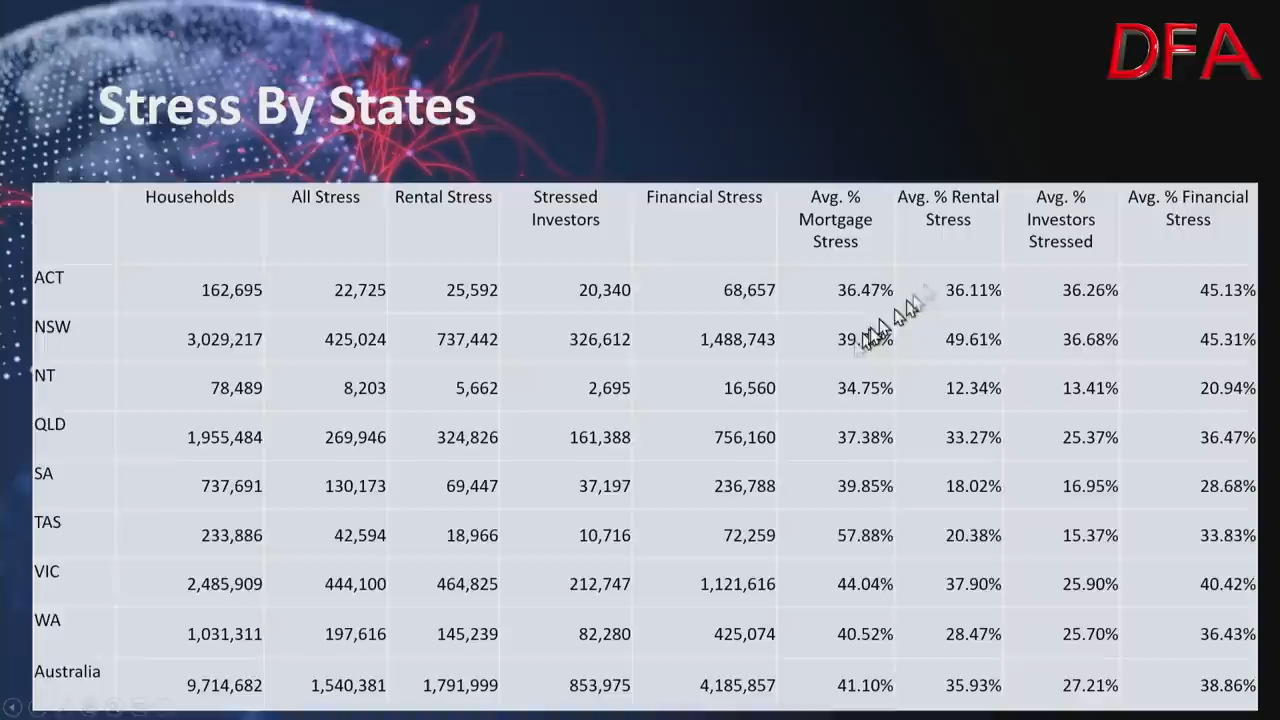 DFA
Stress By States
Households All Stress Rental Stress Stressed Investors Financial Stress Avg. % Mortgage Stress Avg. % Rental Stress Avg. % Investors Stressed Avg. % Financial Stress
ACT 162,695 22,725 25,592 20,340 68,657 36.47% 36.11% 36.26% 45.13%
NSW 3,029,217 425,024 737,442 326,612 1,488,743 49.61% 36.68% 45.31%
NT 78,489 8,203 5,662 2,695 16,560 34.75% 12.34% 13.41% 20.94%
QLD 1,955,484 269,946 324,826 161,388 756,160 37.38% 33.27% 25.37% 36.47%
SA 737,691 130,173 69,447 37,197 236,788 39.85% 18.02% 16.95% 28.68%
TAS 233,886 42,594 18,966 10,716 72,259 57.88% 20.38% 15.37% 33.83%
VIC 2,485,909 444,100 464,825 212,747 1,121,616 44.04% 37.90% 25.90% 40.42%
WA 1,031,311 197,616 145,239 82,280 425,074 40.52% 28.47% 25.70% 36.43%
Australia 9,714,682 1,540,381 1,791,999 853,975 4,185,857 41.10% 35.93% 27.21% 38.86%